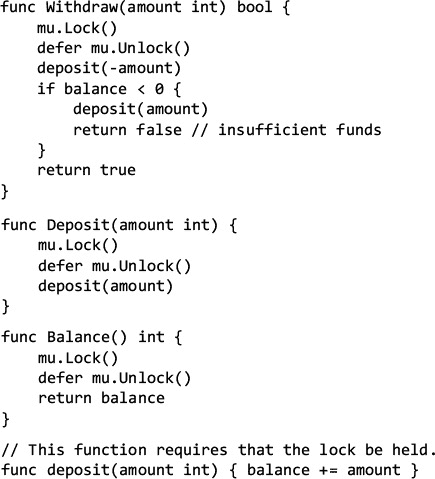 func Withdraw(amount int) bool {
    mu.Lock()
    defer mu.Unlock()
    deposit(-amount)
    if balance < 0 {
        deposit(amount)
        return false // insufficient funds
    }
    return true
}
func Deposit(amount int) {
    mu.Lock()
    defer mu.Unlock()
    deposit(amount)
}
func Balance() int {
    mu.Lock()
    defer mu.Unlock()
    return balance
}
// This function requires that the lock be held.
func deposit(amount int) { balance += amount }